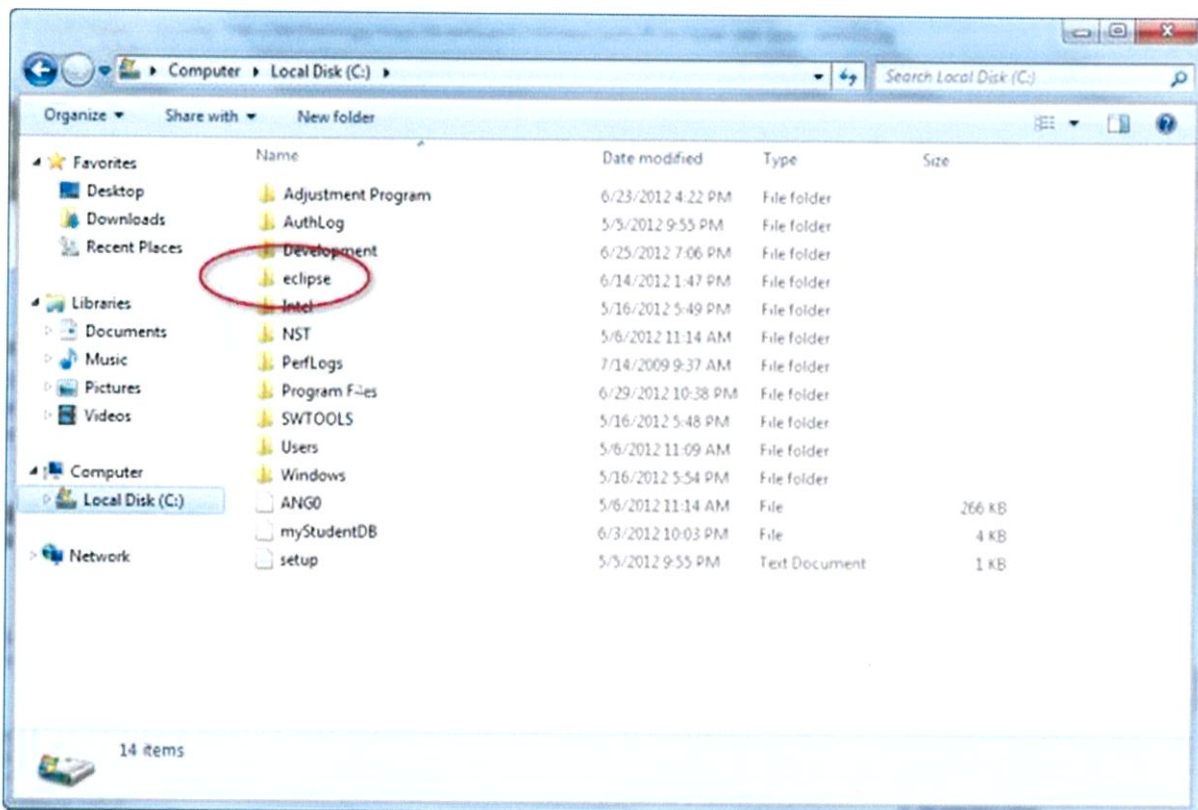 Computer Local Disk (C:) Search Local Disk (C:)
Organize Share with New folder
Name Date modified Type Size
Favorites
Desktop
Downloads
Recent Places
Libraries
Documents
Music
Pictures
Videos
Computer
Local Disk (C:)
Network
Adjustment Program 6/23/2012 4:22 PM File folder
AuthLog 5/5/2012 9:55 PM File folder
Development 6/25/2012 7:06 PM File folder
eclipse 6/14/2012 1:47 PM File folder
Intel 5/16/2012 5:49 PM File folder
NST 5/6/2012 11:14 AM File folder
PerfLogs 7/14/2009 9:37 AM File folder
Program Files 6/29/2012 10:38 PM File folder
SWTOOLS 5/16/2012 5:48 PM File folder
Users 5/6/2012 11:09 AM File folder
Windows 5/16/2012 5:54 PM File folder
ANG0 5/6/2012 11:14 AM File 266 KB
myStudentDB 6/3/2012 10:03 PM File 4 KB
setup 5/5/2012 9:55 PM Text Document 1 KB
14 items